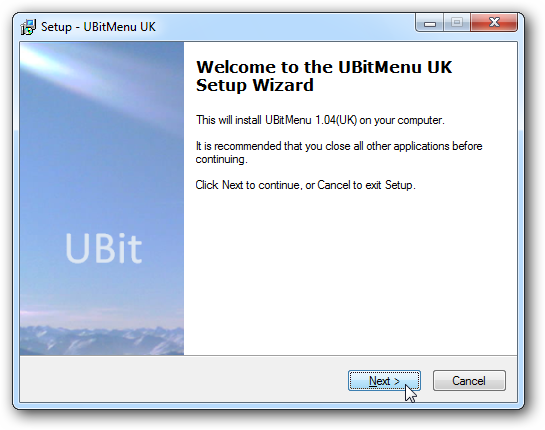 Setup - UBitMenu UK
Welcome to the UBitMenu UK
Setup Wizard
This will install UBitMenu 1.04(UK) on your computer.
It is recommended that you close all other applications before
continuing.
Click Next to continue, or Cancel to exit Setup.
UBit
Next >
Cancel